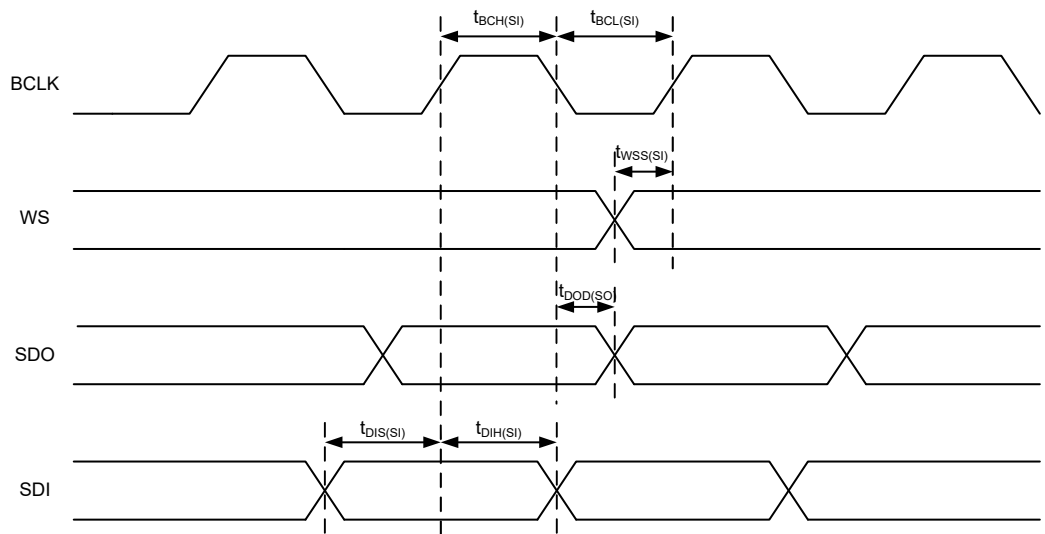 tBCH(SI) tBCL(SI)
BCLK
tWSS(SI)
WS
tDOD(SO)
SDO
tDIS(SI) tDIH(SI)
SDI